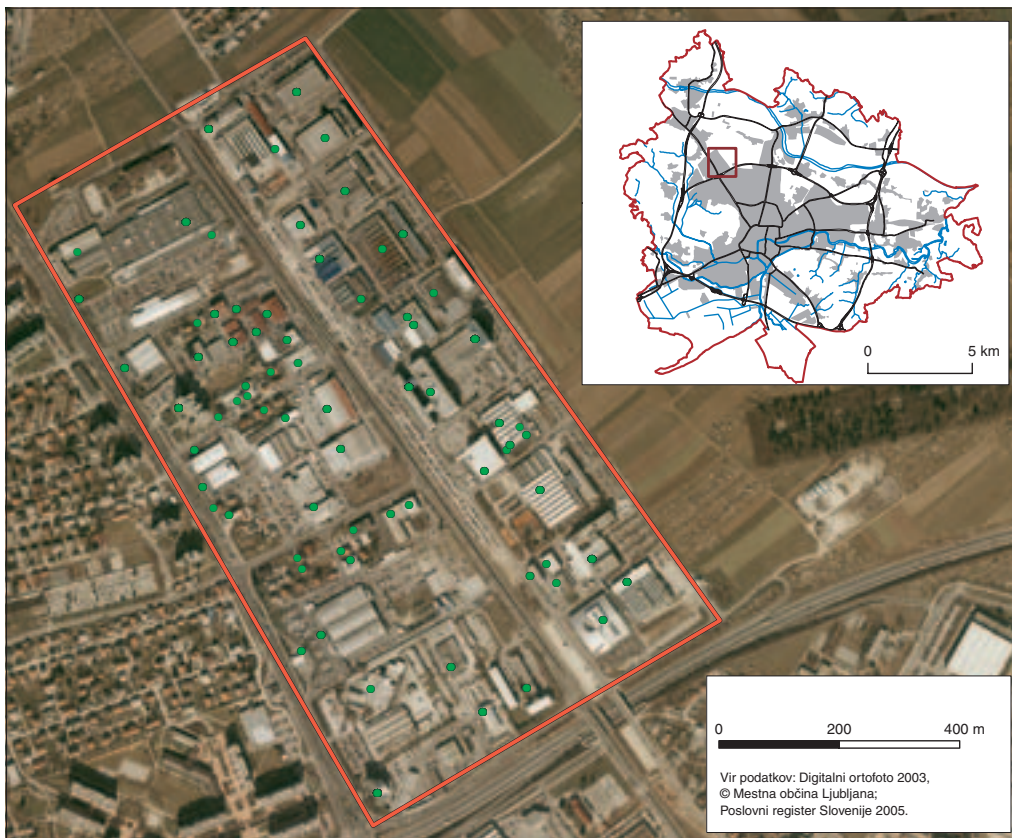 0 5 km
0 200 400 m
Vir podatkov: Digitalni ortofoto 2003,
© Mestna občina Ljubljana;
Poslovni register Slovenije 2005.